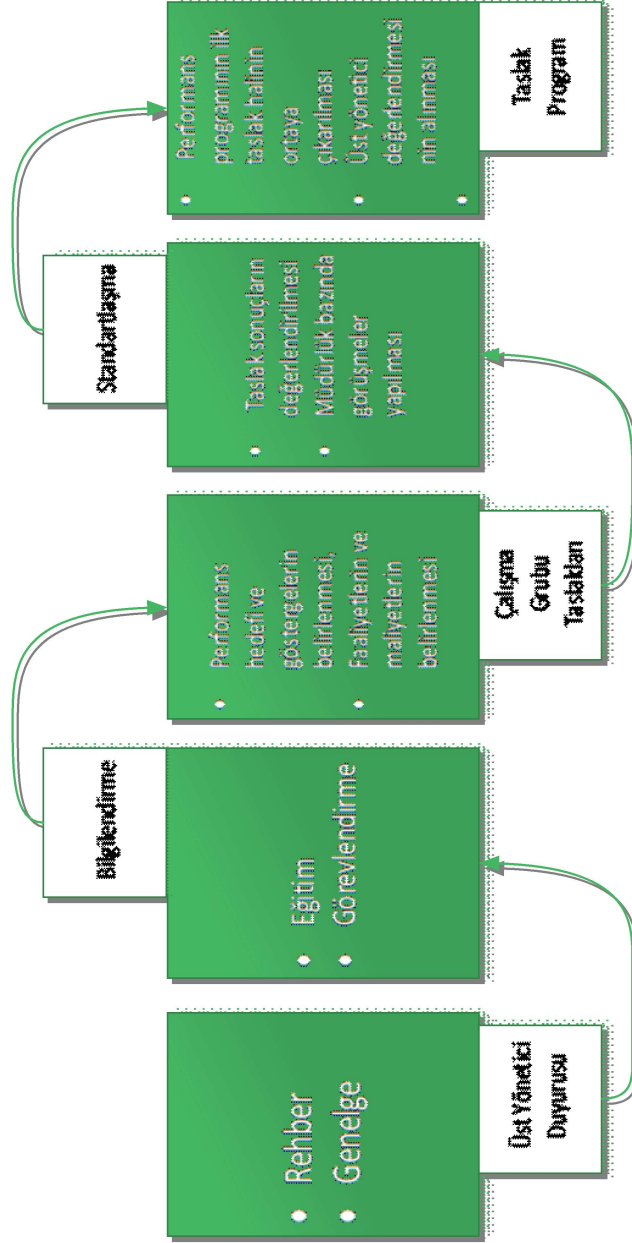 Rehber
Genelge
Üst Yönetici
Duyurusu
Bilgilendirme
Eğitim
Görevlendirme
Performans
hedefi ve
göstergelerin
belirlenmesi,
Faaliyetlerin ve
maliyetlerin
belirlenmesi
Çalışma
Grubu
Taslakları
Standartlaşma
Taslak sonuçların
değerlendirilmesi
Müdürlük bazında
görüşmeler
yapılması
Performans
programının ilk
taslak halinin
ortaya
çıkarılması
Üst yönetici
değerlendirmesi
nin alınması
Taslak
Program